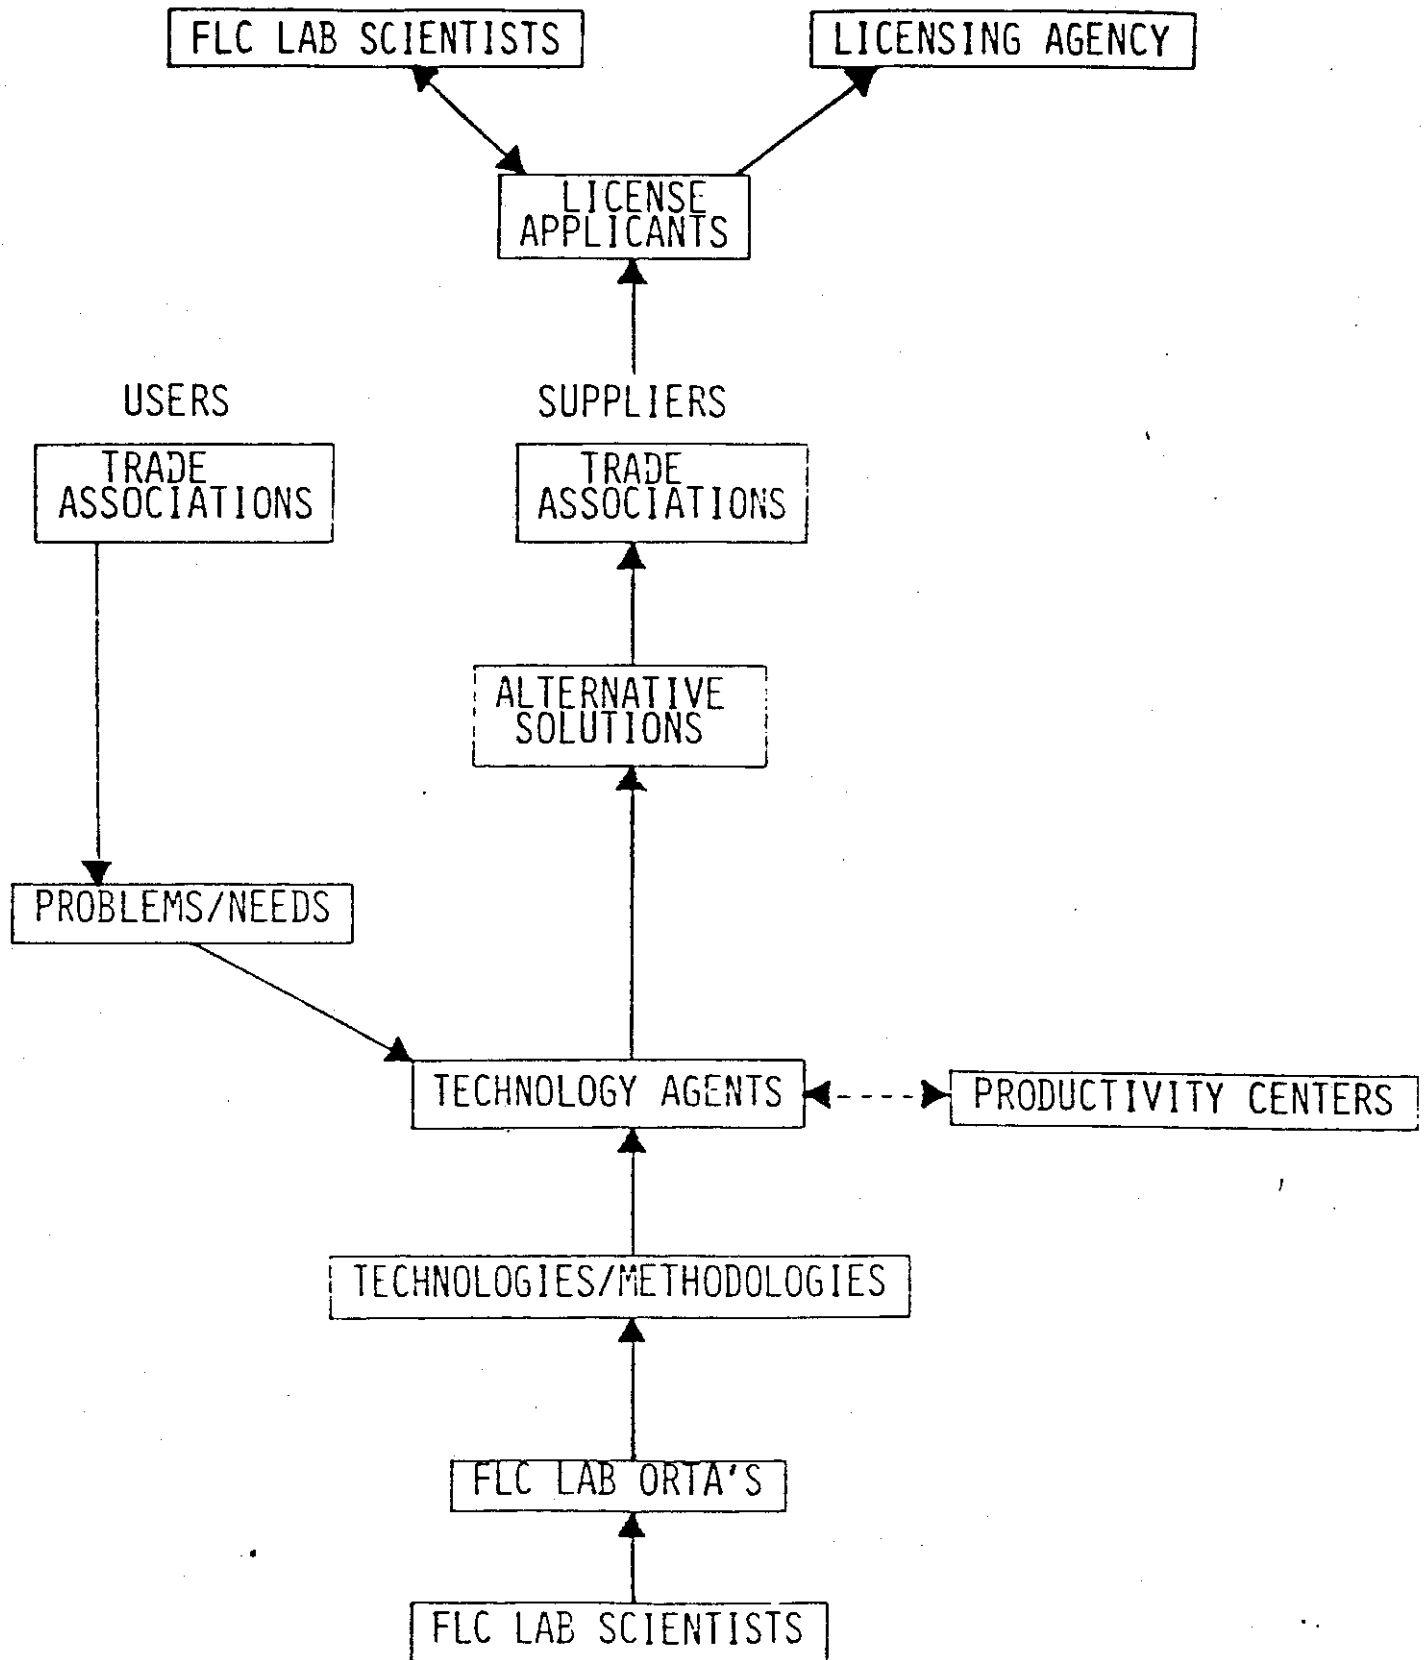 FLC LAB SCIENTISTS
LICENSING AGENCY
LICENSE
APPLICANTS
USERS
SUPPLIERS
TRADE
ASSOCIATIONS
TRADE
ASSOCIATIONS
ALTERNATIVE
SOLUTIONS
PROBLEMS/NEEDS
TECHNOLOGY AGENTS
PRODUCTIVITY CENTERS
TECHNOLOGIES/METHODOLOGIES
FLC LAB ORTA'S
FLC LAB SCIENTISTS